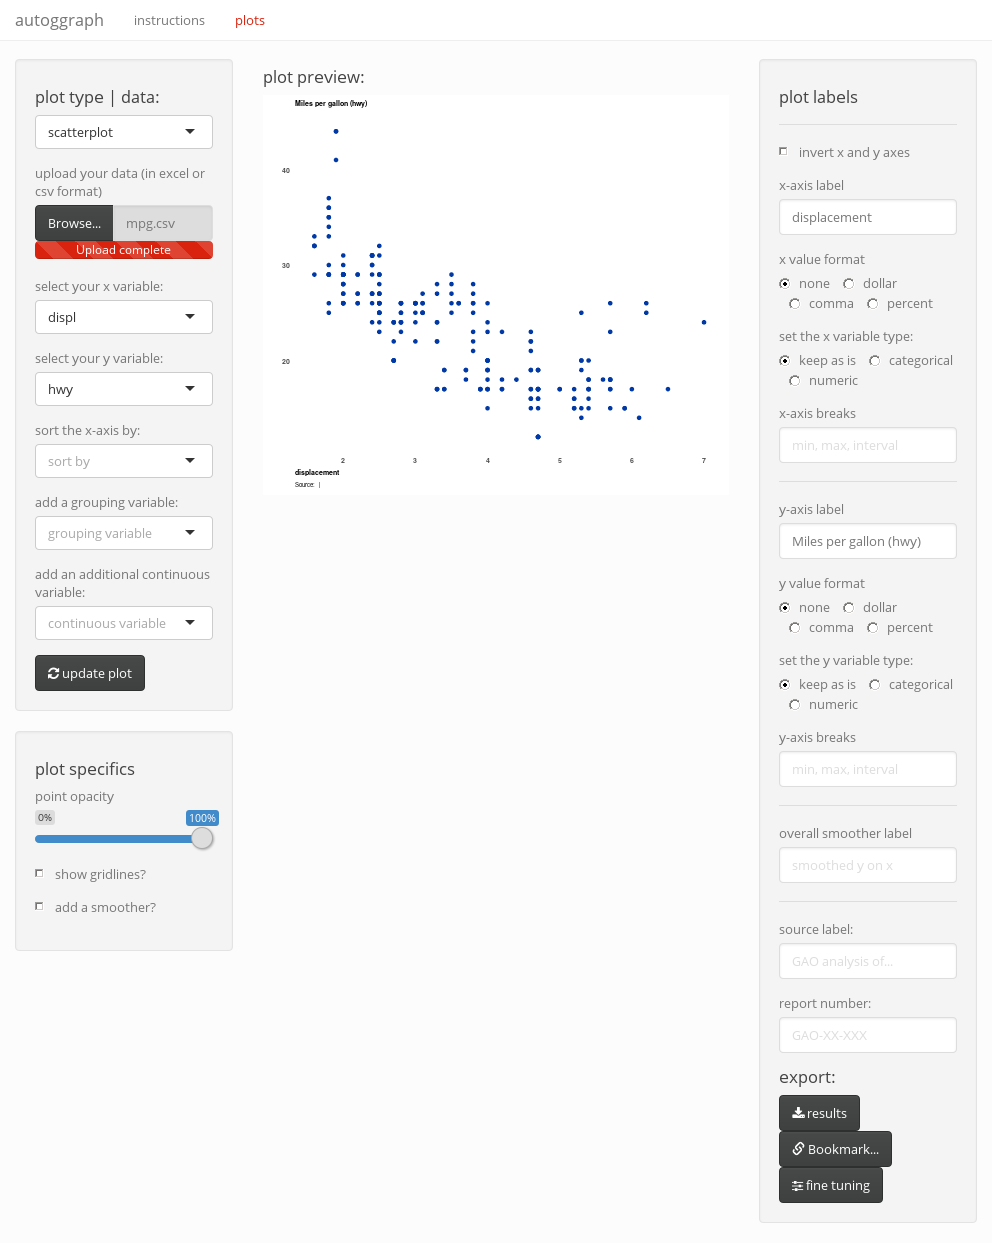 autoggraph
instructions
plots
plot type | data:
scatterplot
upload your data (in excel or
csv format)
Browse... mpg.csv
Upload complete
select your x variable:
displ
select your y variable:
hwy
sort the x-axis by:
sort by
add a grouping variable:
grouping variable
add an additional continuous
variable:
continuous variable
update plot
plot specifics
point opacity
0% 100%
show gridlines?
add a smoother?
plot preview:
Miles per gallon (hwy)
40
30
20
2 3 4 5 6 7
displacement
Source: |
plot labels
invert x and y axes
x-axis label
displacement
x value format
none dollar
comma percent
set the x variable type:
keep as is categorical
numeric
x-axis breaks
min, max, interval
y-axis label
Miles per gallon (hwy)
y value format
none dollar
comma percent
set the y variable type:
keep as is categorical
numeric
y-axis breaks
min, max, interval
overall smoother label
smoothed y on x
source label:
GAO analysis of...
report number:
GAO-XX-XXX
export:
results
Bookmark...
fine tuning